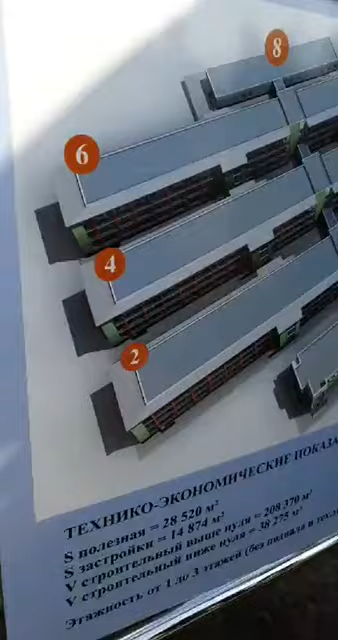 8
6
4
2
ТЕХНИКО-ЭКОНОМИЧЕСКИЕ ПОКАЗА
S полезная = 28 520 м²
S застройки = 14 874 м²
V строительный выше нуля = 208 370 м³
V строительный ниже нуля = 38 275 м³
Этажность от 1 до 3 этажей (без подвала и техн